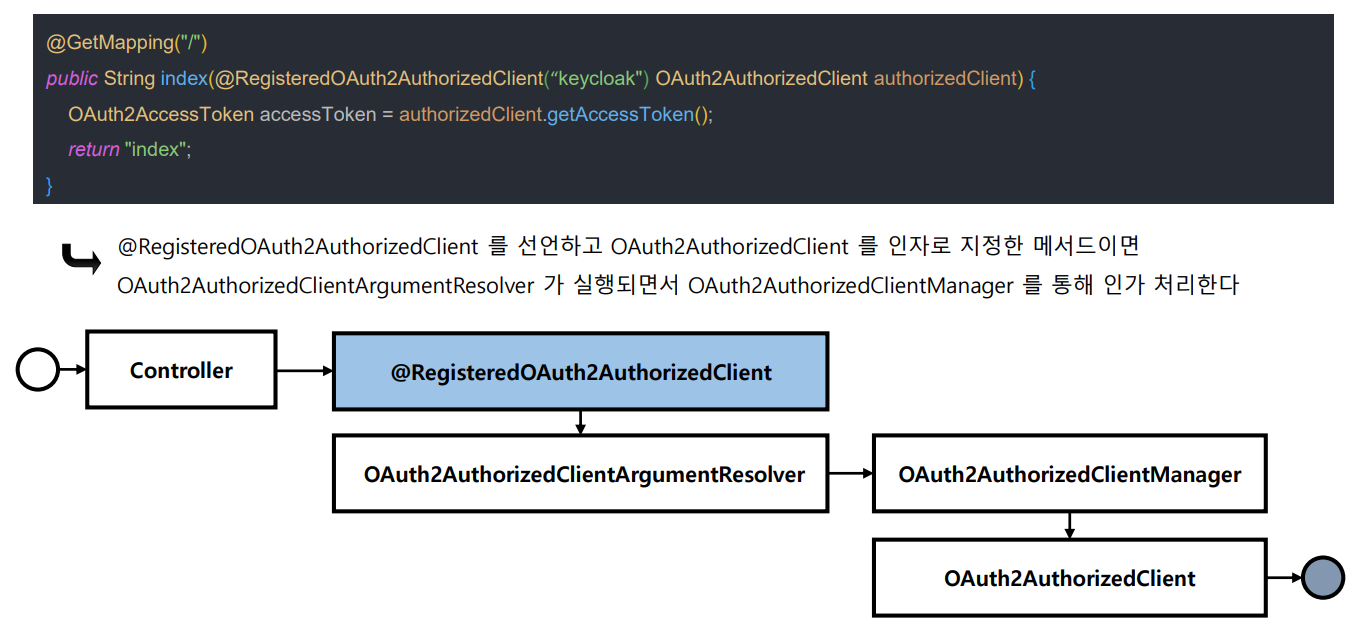 @GetMapping("/")
public String index(@RegisteredOAuth2AuthorizedClient(“keycloak") OAuth2AuthorizedClient authorizedClient) {
OAuth2AccessToken accessToken = authorizedClient.getAccessToken();
return "index";
}
@RegisteredOAuth2AuthorizedClient 를 선언하고 OAuth2AuthorizedClient 를 인자로 지정한 메서드이면
OAuth2AuthorizedClientArgumentResolver 가 실행되면서 OAuth2AuthorizedClientManager 를 통해 인가 처리한다
Controller
@RegisteredOAuth2AuthorizedClient
OAuth2AuthorizedClientArgumentResolver
OAuth2AuthorizedClientManager
OAuth2AuthorizedClient